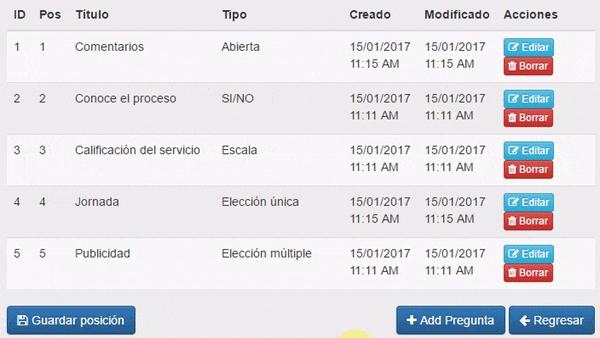 ID Pos Título Tipo Creado Modificado Acciones
1 1 Comentarios Abierta 15/01/2017 15/01/2017 Editar
11:15 AM 11:15 AM Borrar
2 2 Conoce el proceso SI/NO 15/01/2017 15/01/2017 Editar
11:11 AM 11:11 AM Borrar
3 3 Calificación del servicio Escala 15/01/2017 15/01/2017 Editar
11:11 AM 11:11 AM Borrar
4 4 Jornada Elección única 15/01/2017 15/01/2017 Editar
11:15 AM 11:15 AM Borrar
5 5 Publicidad Elección múltiple 15/01/2017 15/01/2017 Editar
11:11 AM 11:11 AM Borrar
Guardar posición Add Pregunta Regresar